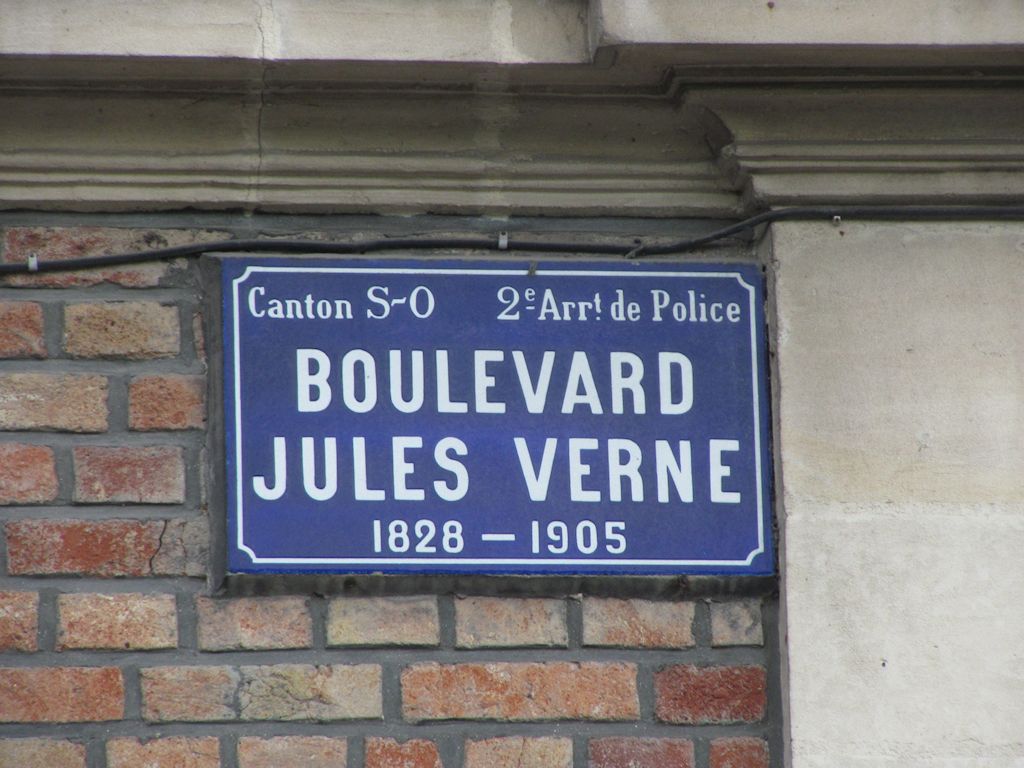 Canton S-O 2e Arrt de Police
BOULEVARD
JULES VERNE
1828 — 1905